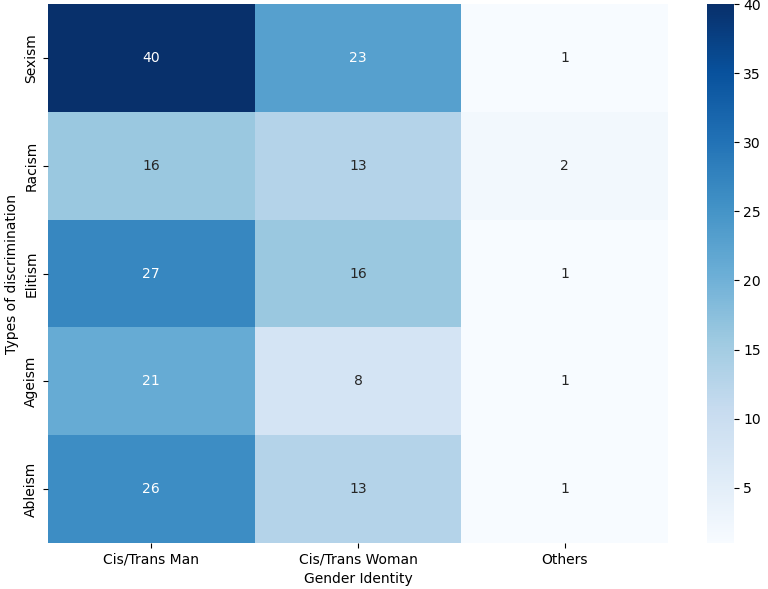 Types of discrimination
Sexism
40
23
1
Racism
16
13
2
Elitism
27
16
1
Ageism
21
8
1
Ableism
26
13
1
Cis/Trans Man
Cis/Trans Woman
Others
Gender Identity
40
35
30
25
20
15
10
5